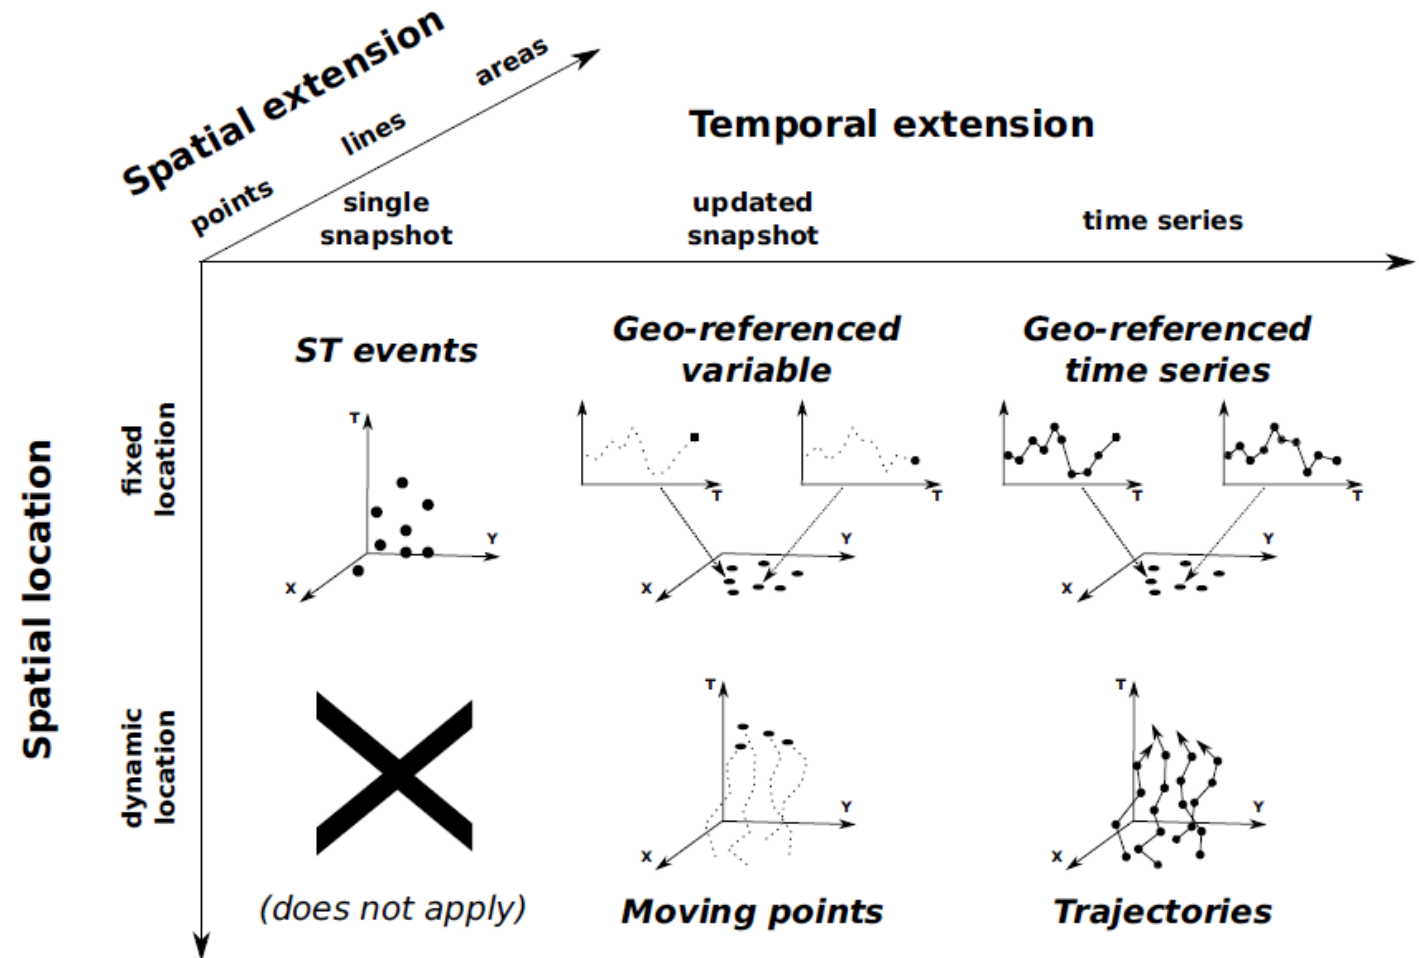 Spatial extension
points
lines
areas
Temporal extension
single
snapshot
updated
snapshot
time series
Spatial location
fixed
location
ST events
T
Y
X
Geo-referenced
variable
T
T
Y
X
Geo-referenced
time series
T
T
Y
X
dynamic
location
(does not apply)
T
Y
X
Moving points
T
Y
X
Trajectories